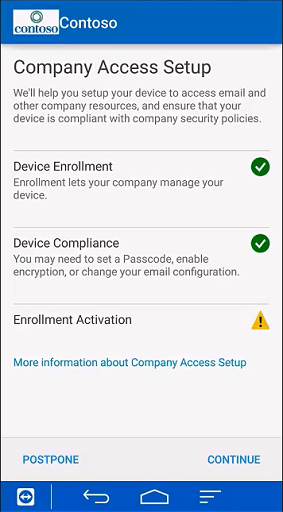 contoso Contoso
Company Access Setup
We'll help you setup your device to access email and
other company resources, and ensure that your
device is compliant with company security policies.
Device Enrollment
Enrollment lets your company manage your
device.
Device Compliance
You may need to set a Passcode, enable
encryption, or change your email configuration.
Enrollment Activation
More information about Company Access Setup
POSTPONE CONTINUE